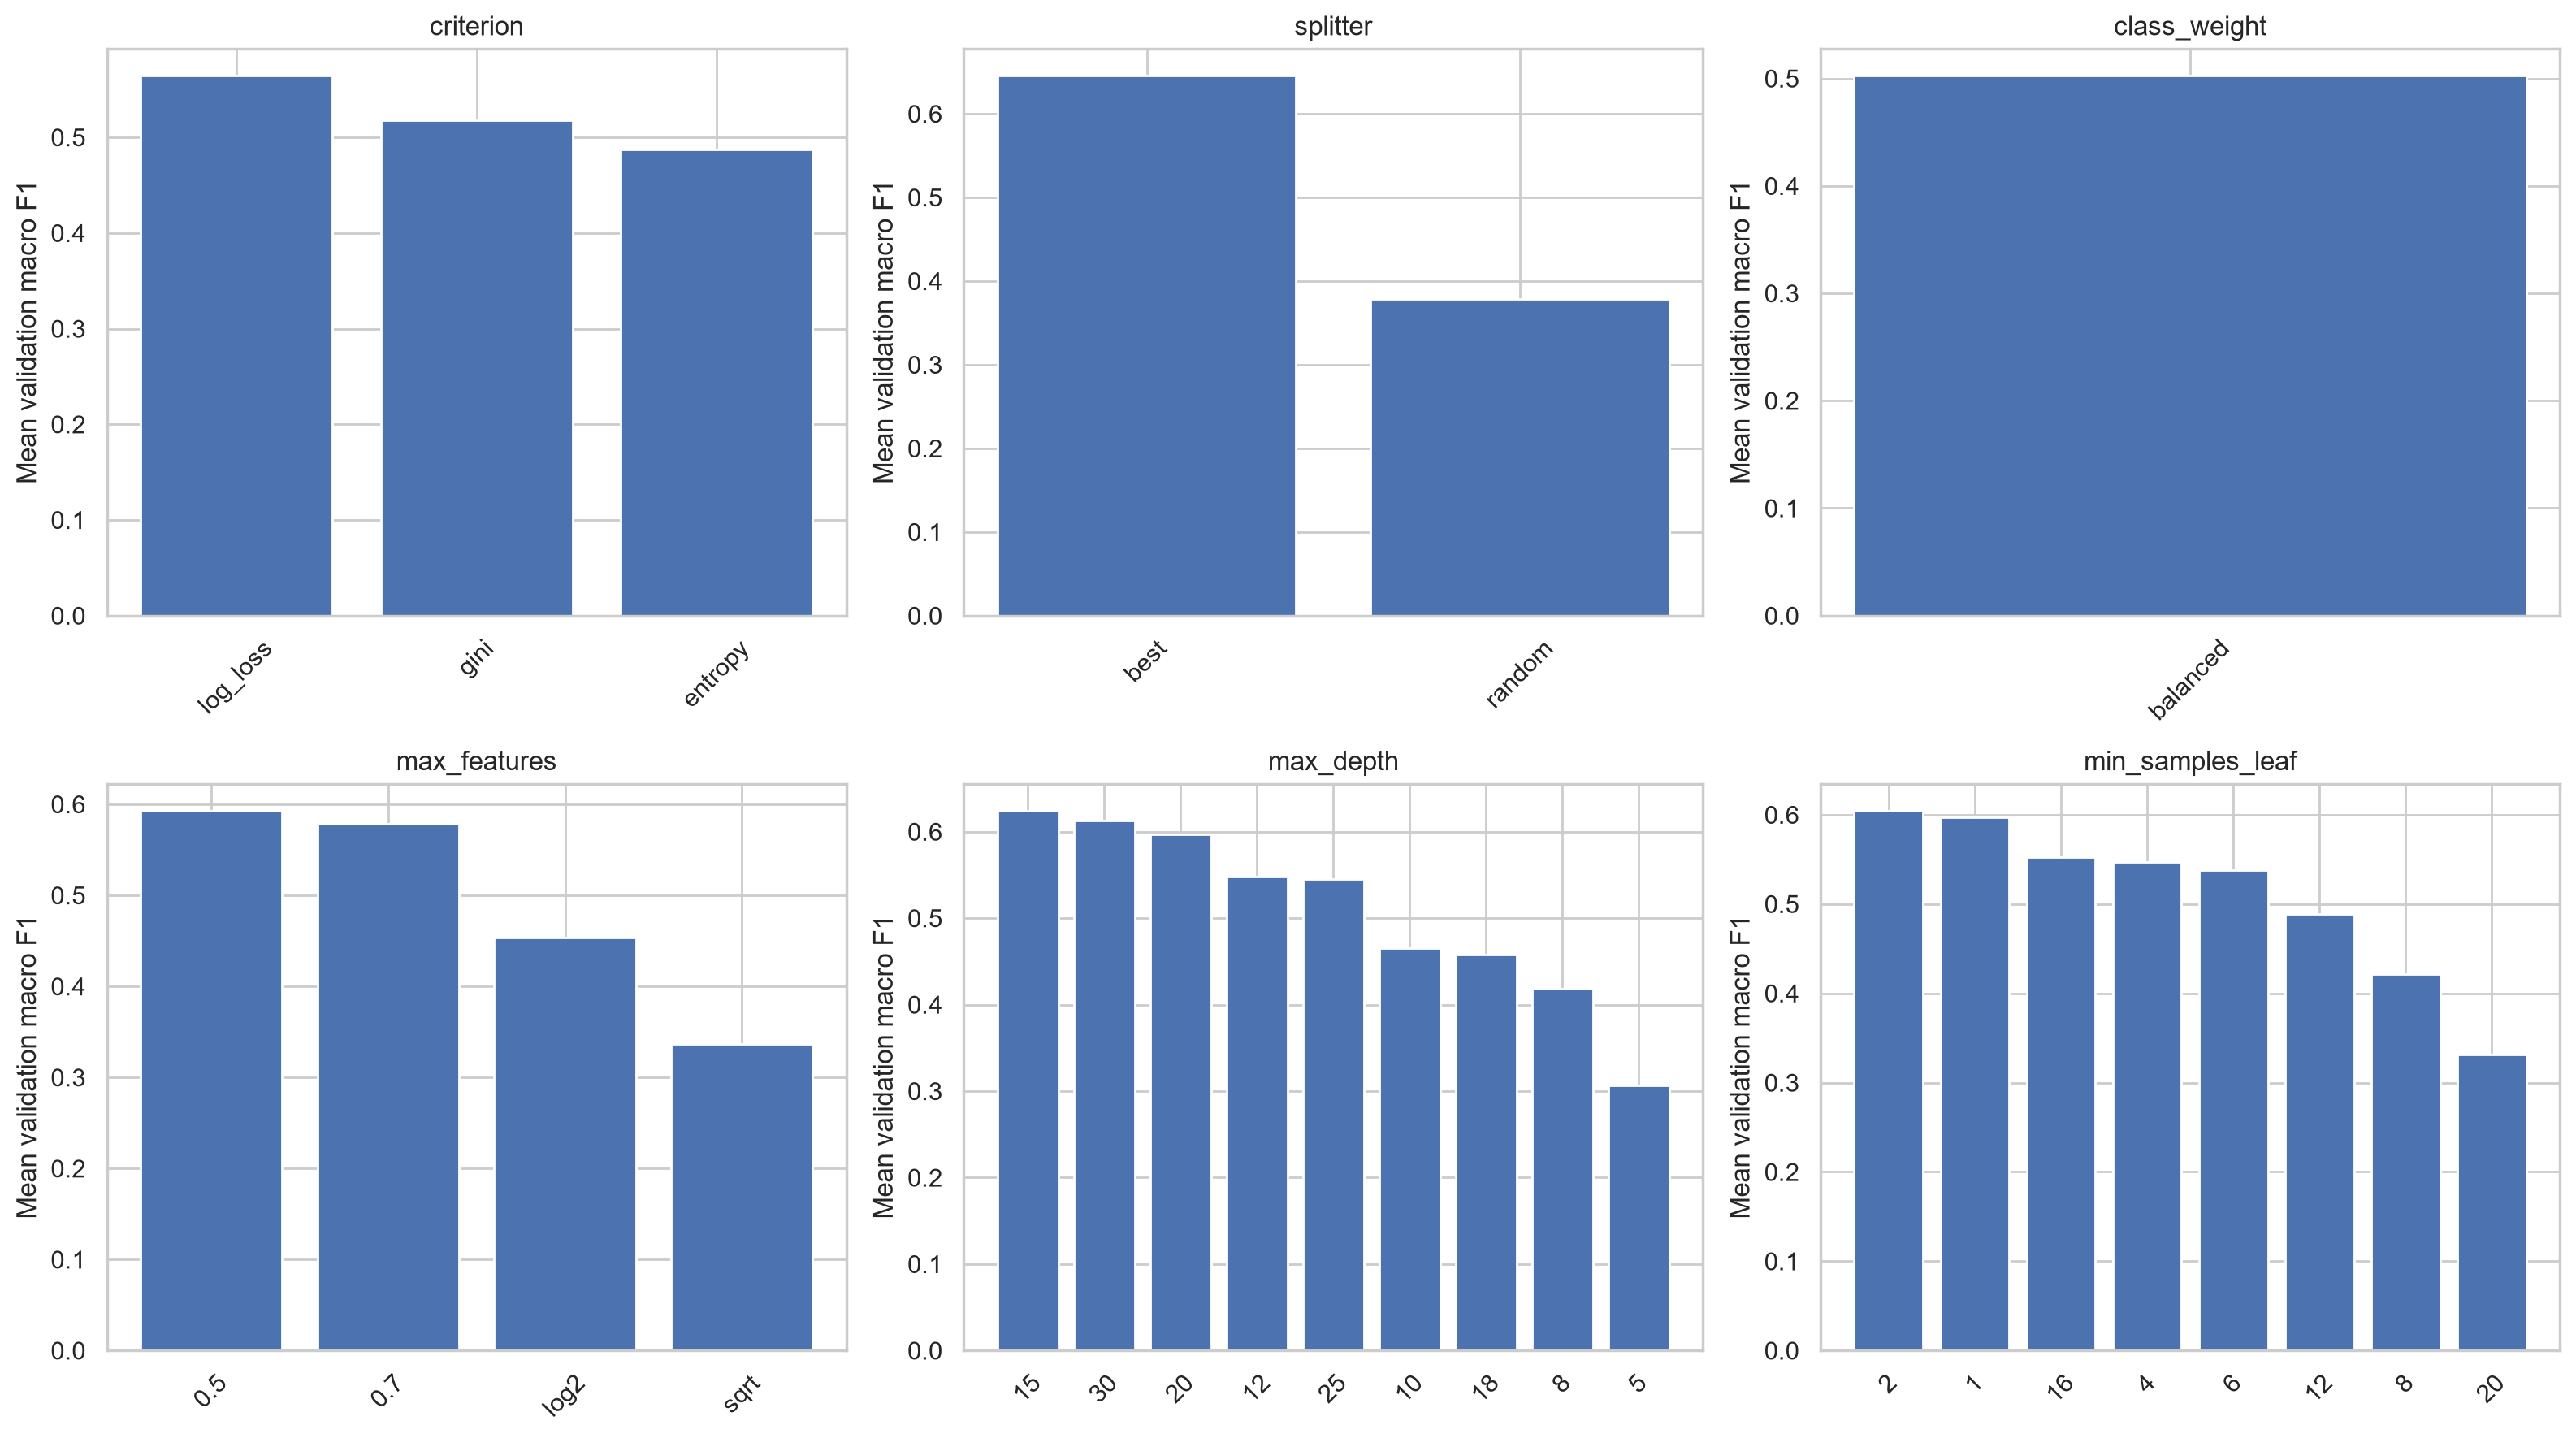 criterion
Mean validation macro F1
0.5
0.4
0.3
0.2
0.1
0.0
log_loss
gini
entropy
splitter
Mean validation macro F1
0.6
0.5
0.4
0.3
0.2
0.1
0.0
best
random
class_weight
Mean validation macro F1
0.5
0.4
0.3
0.2
0.1
0.0
balanced
max_features
Mean validation macro F1
0.6
0.5
0.4
0.3
0.2
0.1
0.0
0.5
0.7
log2
sqrt
max_depth
Mean validation macro F1
0.6
0.5
0.4
0.3
0.2
0.1
0.0
15
30
20
12
25
10
18
8
5
min_samples_leaf
Mean validation macro F1
0.6
0.5
0.4
0.3
0.2
0.1
0.0
2
1
16
4
6
12
8
20